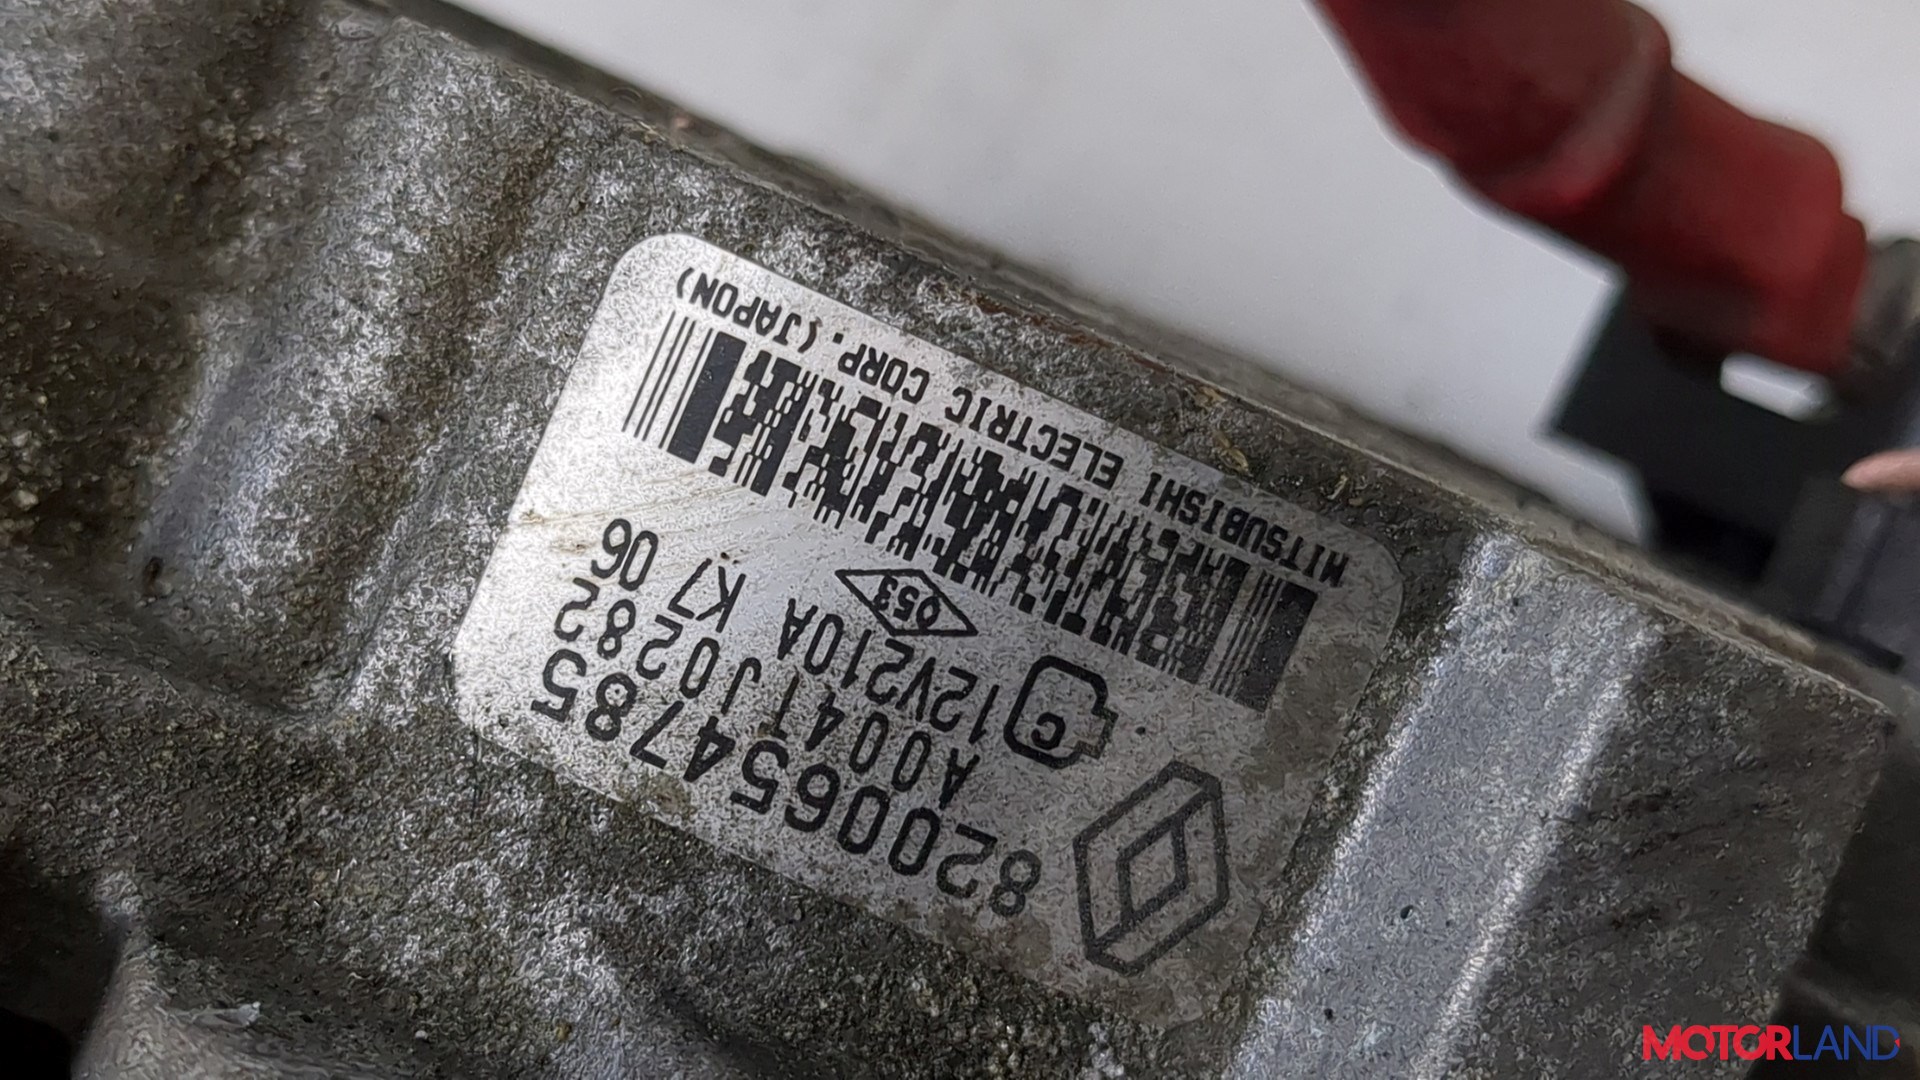 8200654785
A004TJ0282
12V210A K7 06
G
053
MITSUBISHI ELECTRIC CORP.(JAPON)
MOTORLAND